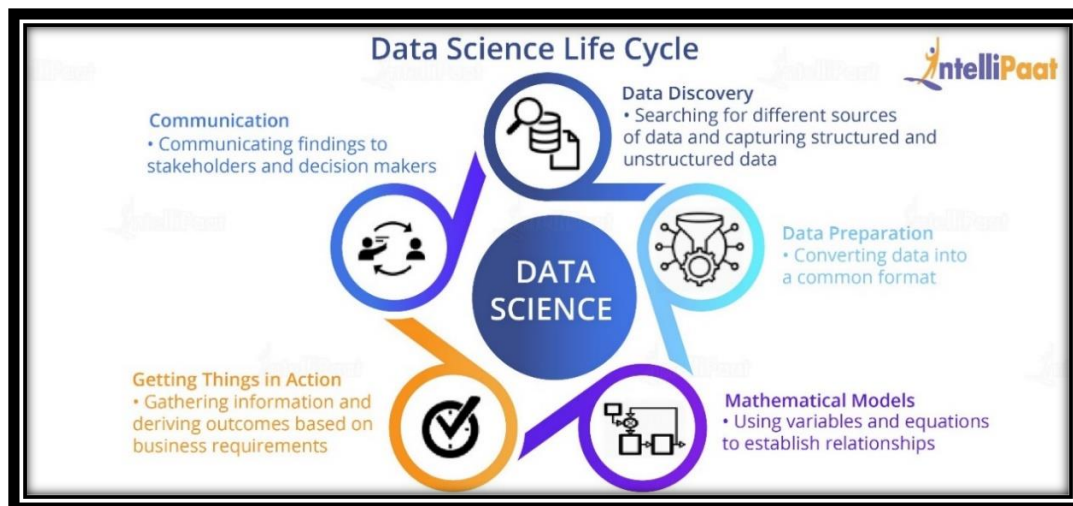 Data Science Life Cycle
IntelliPaat
Data Discovery
• Searching for different sources
of data and capturing structured and
unstructured data
Communication
• Communicating findings to
stakeholders and decision makers
Data Preparation
• Converting data into
a common format
DATA
SCIENCE
Getting Things in Action
• Gathering information and
deriving outcomes based on
business requirements
Mathematical Models
• Using variables and equations
to establish relationships